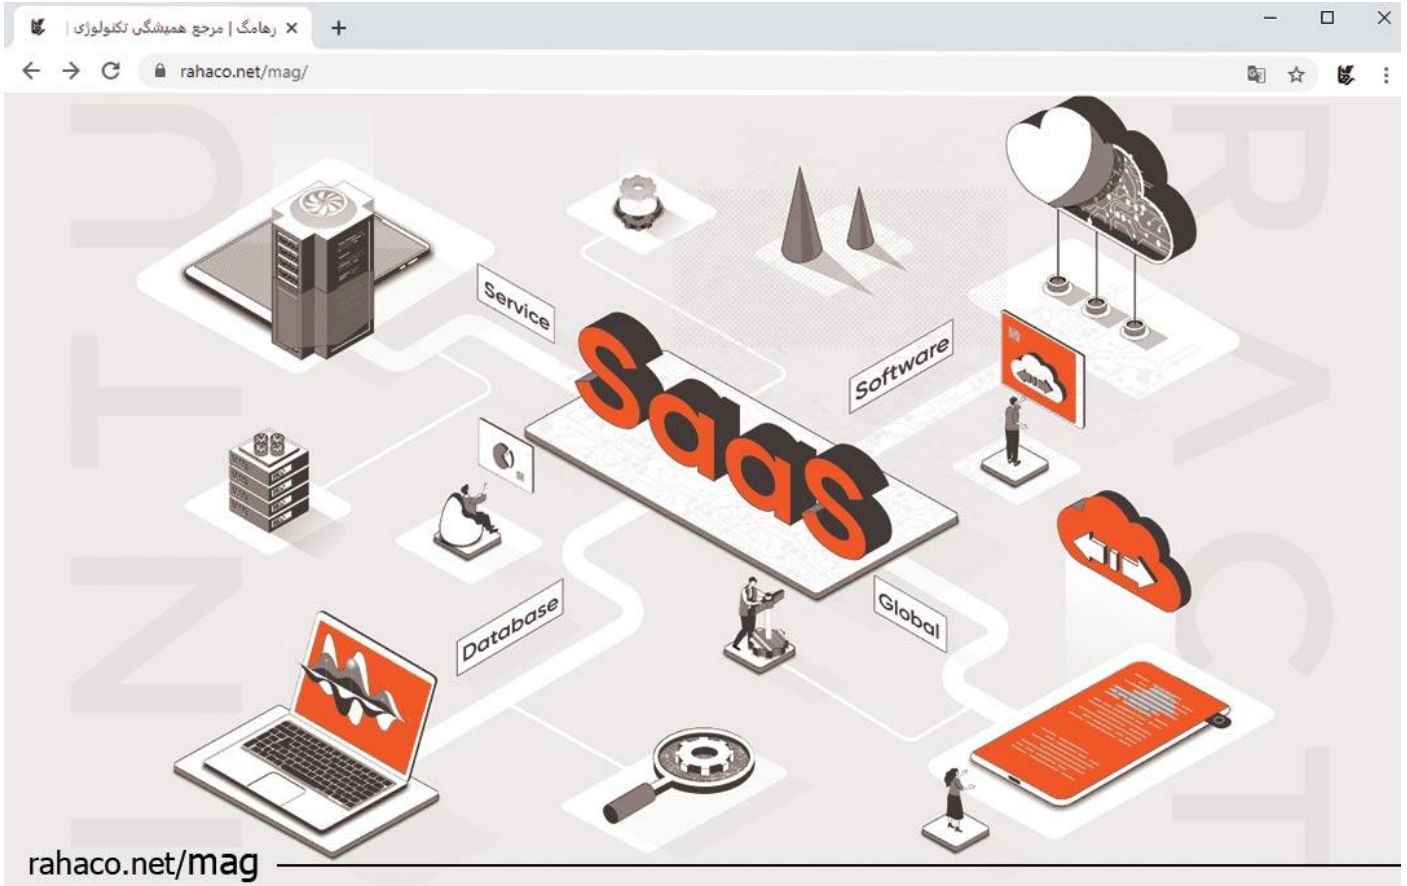 رهامگ | مرجع همیشگی تکنولوژی |
rahaco.net/mag/
Service
Software
SaaS
Database
Global
rahaco.net/mag